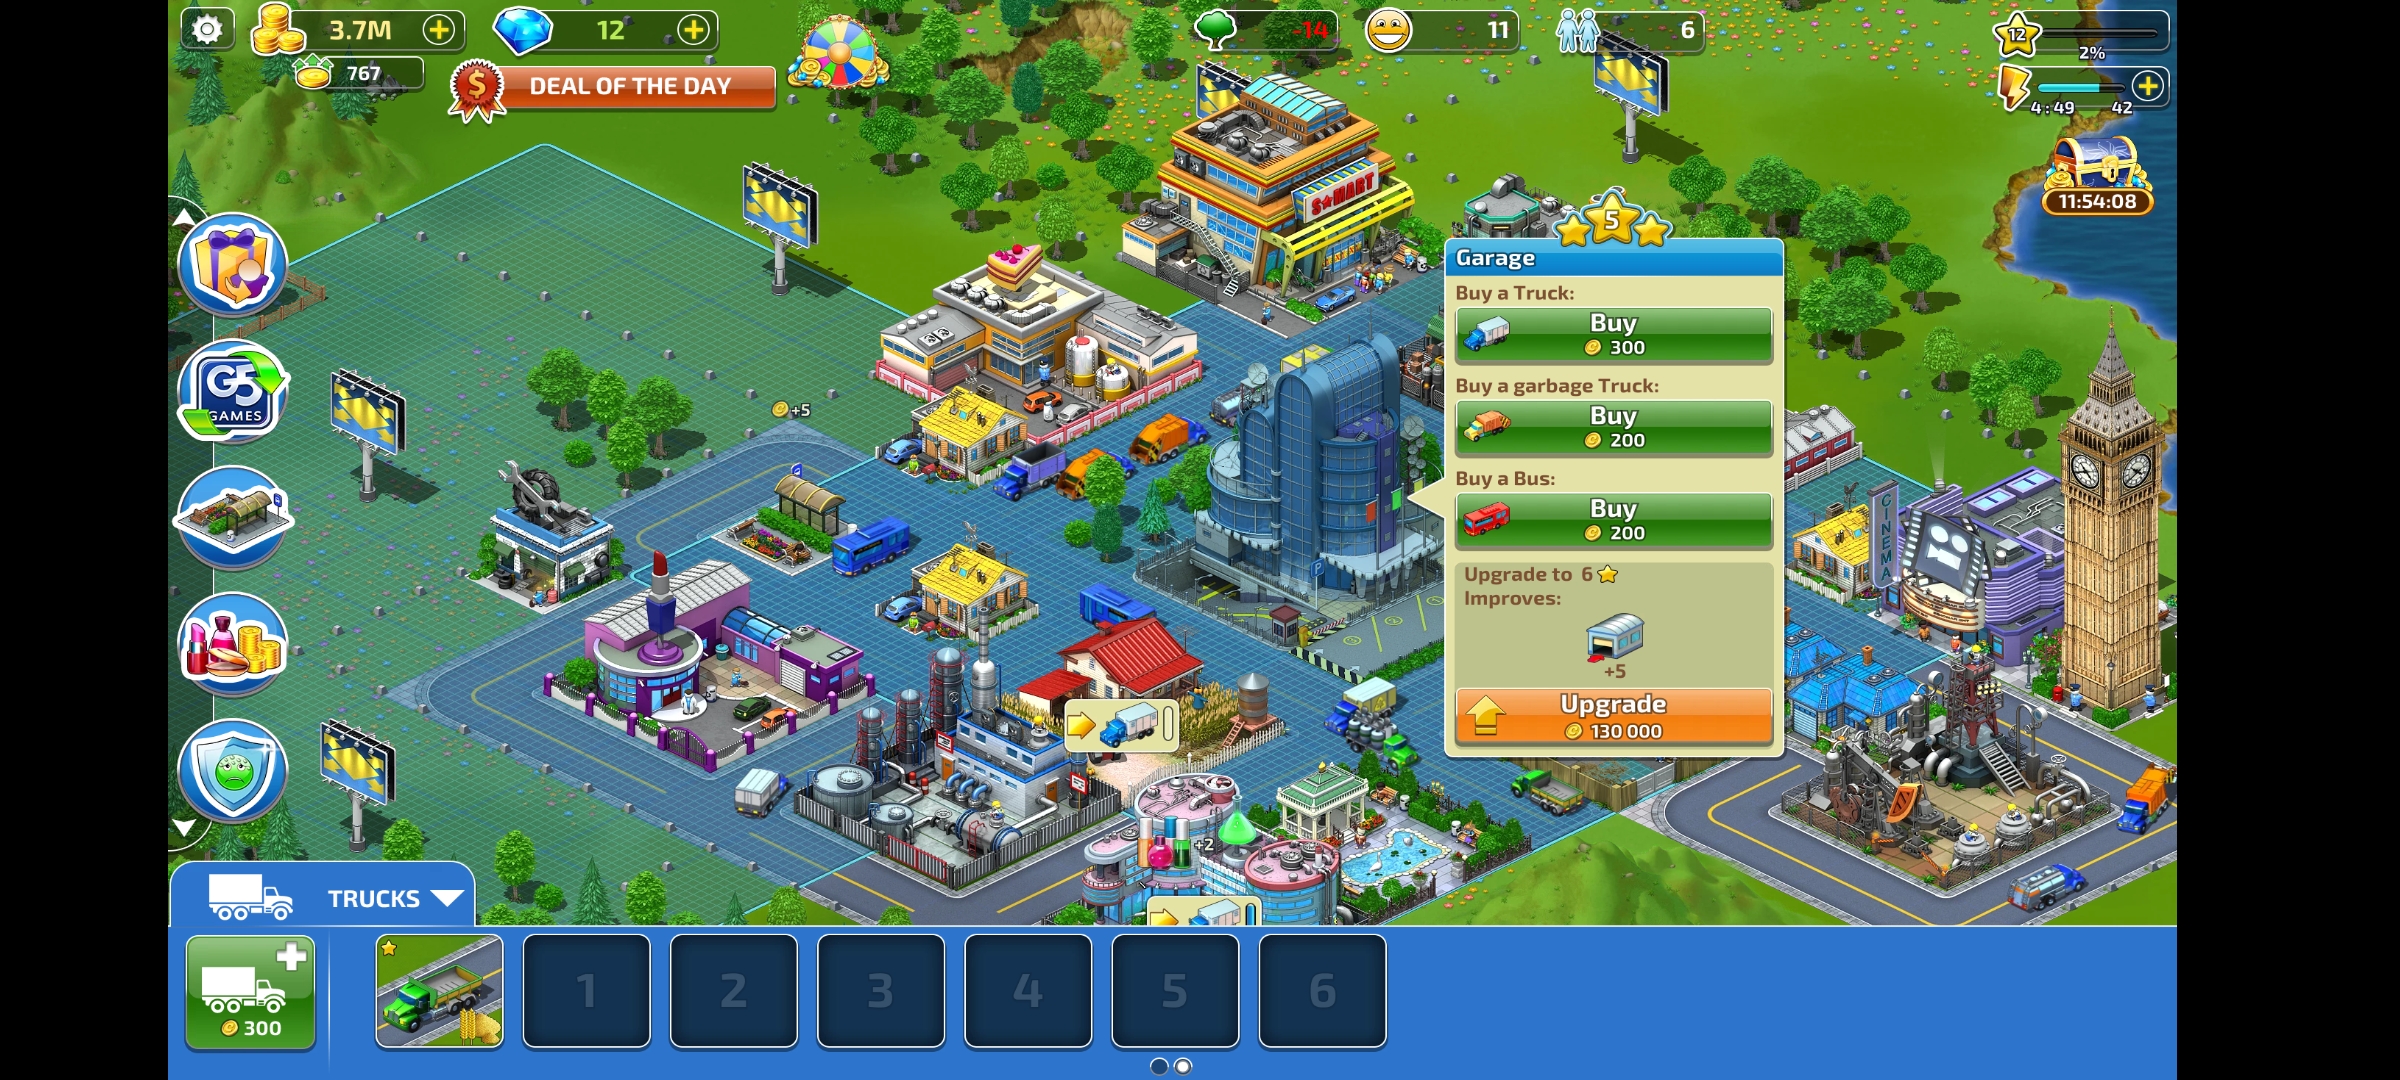 3.7M
12
-14
11
6
12
2%
767
DEAL OF THE DAY
4:49
42
11:54:08
S★MART
5
Garage
Buy a Truck:
Buy
300
Buy a garbage Truck:
Buy
200
Buy a Bus:
Buy
200
Upgrade to 6
Improves:
+5
Upgrade
130 000
G5
GAMES
+5
P
CINEMA
+2
TRUCKS
300
1
2
3
4
5
6